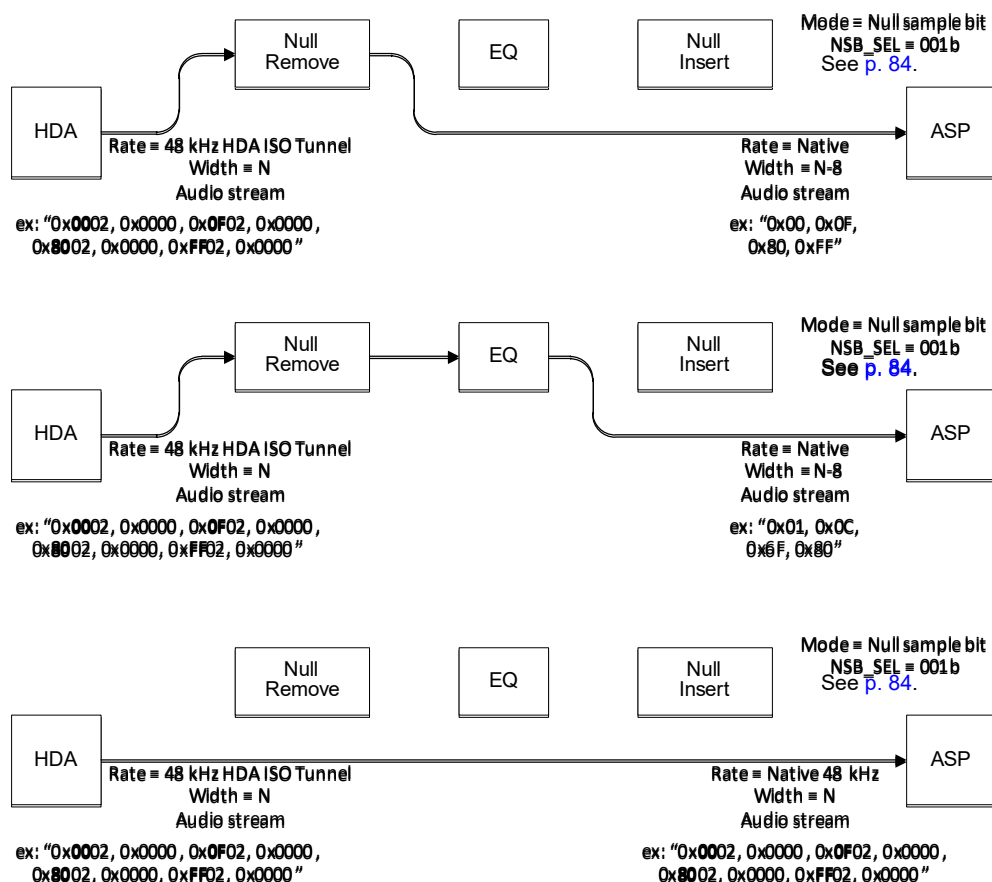 Mode = Null sample bit
NSB_SEL = 001b
See p. 84.
Null
Remove
EQ
Null
Insert
HDA
ASP
Rate = 48 kHz HDA ISO Tunnel
Width = N
Audio stream
Rate = Native
Width = N-8
Audio stream
ex: "0x0002, 0x0000, 0x0F02, 0x0000,
0x8002, 0x0000, 0xFF02, 0x0000"
ex: "0x00, 0x0F,
0x80, 0xFF"
Mode = Null sample bit
NSB_SEL = 001b
See p. 84.
Null
Remove
EQ
Null
Insert
HDA
ASP
Rate = 48 kHz HDA ISO Tunnel
Width = N
Audio stream
Rate = Native
Width = N-8
Audio stream
ex: "0x0002, 0x0000, 0x0F02, 0x0000,
0x8002, 0x0000, 0xFF02, 0x0000"
ex: "0x01, 0x0C,
0x6F, 0x80"
Mode = Null sample bit
NSB_SEL = 001b
See p. 84.
Null
Remove
EQ
Null
Insert
HDA
ASP
Rate = 48 kHz HDA ISO Tunnel
Width = N
Audio stream
Rate = Native 48 kHz
Width = N
Audio stream
ex: "0x0002, 0x0000, 0x0F02, 0x0000,
0x8002, 0x0000, 0xFF02, 0x0000"
ex: "0x0002, 0x0000, 0x0F02, 0x0000,
0x8002, 0x0000, 0xFF02, 0x0000"